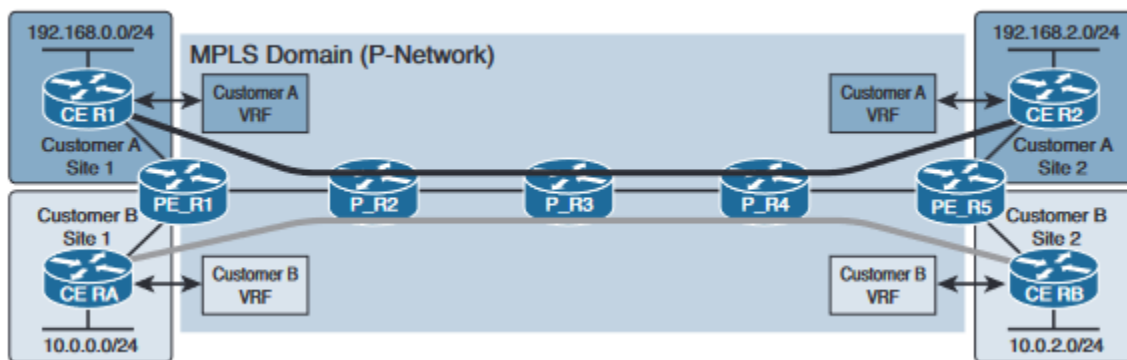 192.168.0.0/24
192.168.2.0/24
MPLS Domain (P-Network)
Customer A
VRF
Customer A
VRF
CE R1
CE R2
Customer A
Site 1
Customer A
Site 2
PE_R1
P_R2
P_R3
P_R4
PE_R5
Customer B
Site 1
Customer B
Site 2
CE RA
Customer B
VRF
Customer B
VRF
CE RB
10.0.0.0/24
10.0.2.0/24